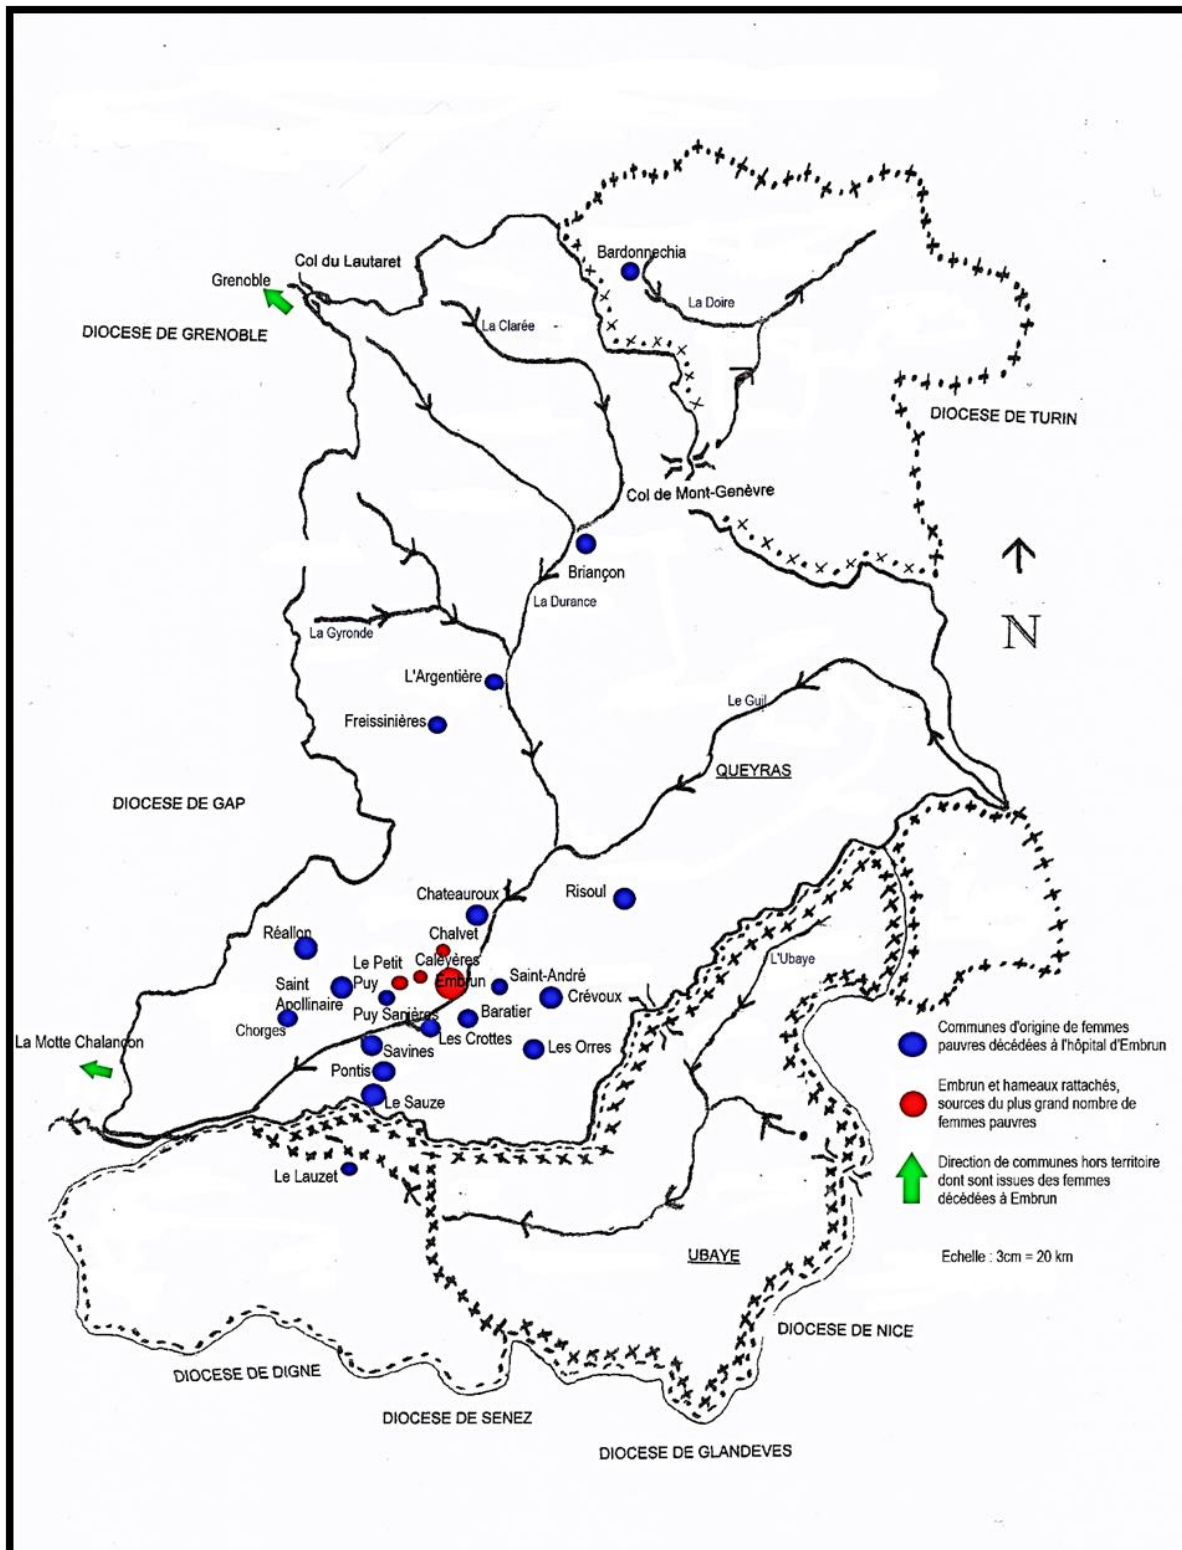 Bardonnechia
Col du Lautaret
Grenoble
La Doire
DIOCESE DE GRENOBLE
La Clarée
DIOCESE DE TURIN
Col de Mont-Genèvre
Briançon
La Durance
N
La Gyronde
L'Argentière
Le Guil
Freissinières
QUEYRAS
DIOCESE DE GAP
Chateauroux
Risoul
Chalvet
Réallon
Caleyères
Le Petit
Puy
Embrun
Saint-André
Saint
Apollinaire
Crévoux
L'Ubaye
Puy Sanières
Baratier
Chorges
Les Crottes
La Motte Chalancon
Savines
Les Orres
Pontis
Le Sauze
Le Lauzet
Communes d'origine de femmes
pauvres décédées à l'hôpital d'Embrun
Embrun et hameaux rattachés,
sources du plus grand nombre de
femmes pauvres
Direction de communes hors territoire
dont sont issues des femmes
décèdées à Embrun
Echelle : 3cm = 20 km
UBAYE
DIOCESE DE NICE
DIOCESE DE DIGNE
DIOCESE DE SENEZ
DIOCESE DE GLANDEVES